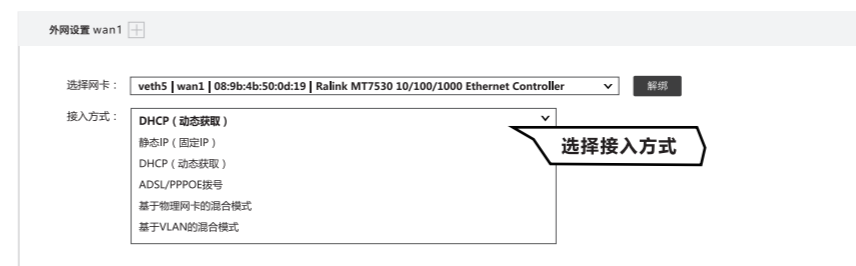 外网设置 wan1
选择网卡： veth5 | wan1 | 08:9b:4b:50:0d:19 | Ralink MT7530 10/100/1000 Ethernet Controller 解绑
接入方式： DHCP（动态获取）
选择接入方式
静态IP（固定IP）
DHCP（动态获取）
ADSL/PPPOE拨号
基于物理网卡的混合模式
基于VLAN的混合模式